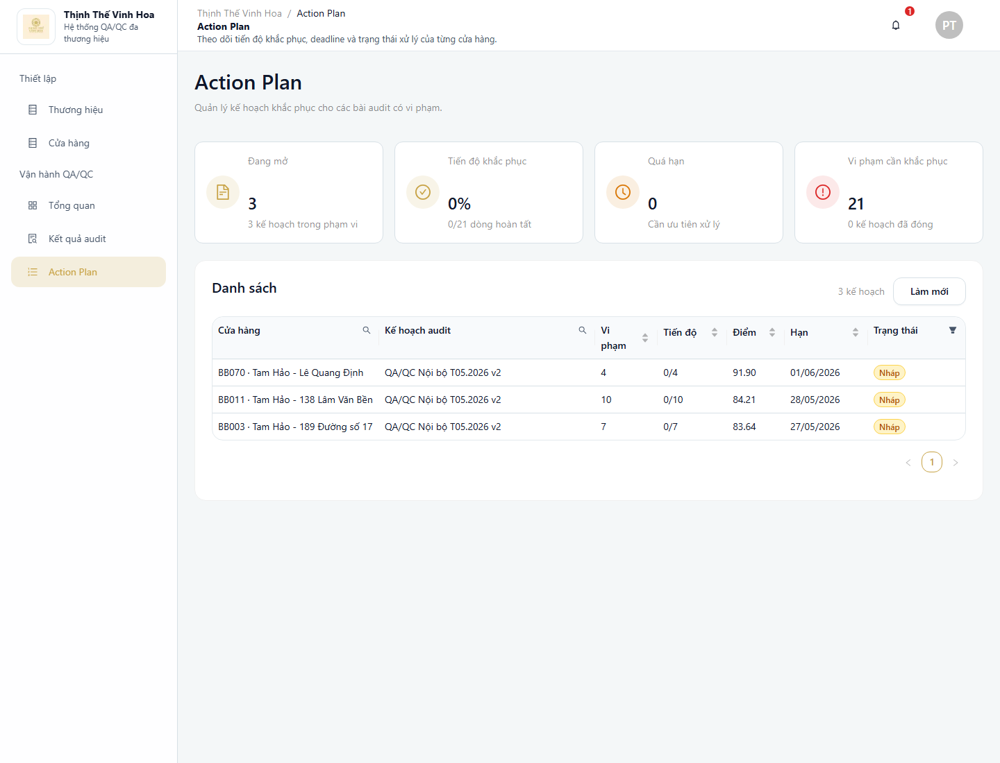 Thịnh Thế Vinh Hoa
Hệ thống QA/QC đa
thương hiệu
Thiết lập
Thương hiệu
Cửa hàng
Vận hành QA/QC
Tổng quan
Kết quả audit
Action Plan
Thịnh Thế Vinh Hoa / Action Plan
Action Plan
Theo dõi tiến độ khắc phục, deadline và trạng thái xử lý của từng cửa hàng.
1
PT
Action Plan
Quản lý kế hoạch khắc phục cho các bài audit có vi phạm.
Đang mở
3
3 kế hoạch trong phạm vi
Tiến độ khắc phục
0%
0/21 dòng hoàn tất
Quá hạn
0
Cần ưu tiên xử lý
Vi phạm cần khắc phục
21
0 kế hoạch đã đóng
Danh sách
3 kế hoạch
Làm mới
Cửa hàng Kế hoạch audit Vi phạm Tiến độ Điểm Hạn Trạng thái
BB070 · Tam Hảo - Lê Quang Định QA/QC Nội bộ T05.2026 v2 4 0/4 91.90 01/06/2026 Nháp
BB011 · Tam Hảo - 138 Lâm Văn Bền QA/QC Nội bộ T05.2026 v2 10 0/10 84.21 28/05/2026 Nháp
BB003 · Tam Hảo - 189 Đường số 17 QA/QC Nội bộ T05.2026 v2 7 0/7 83.64 27/05/2026 Nháp
1